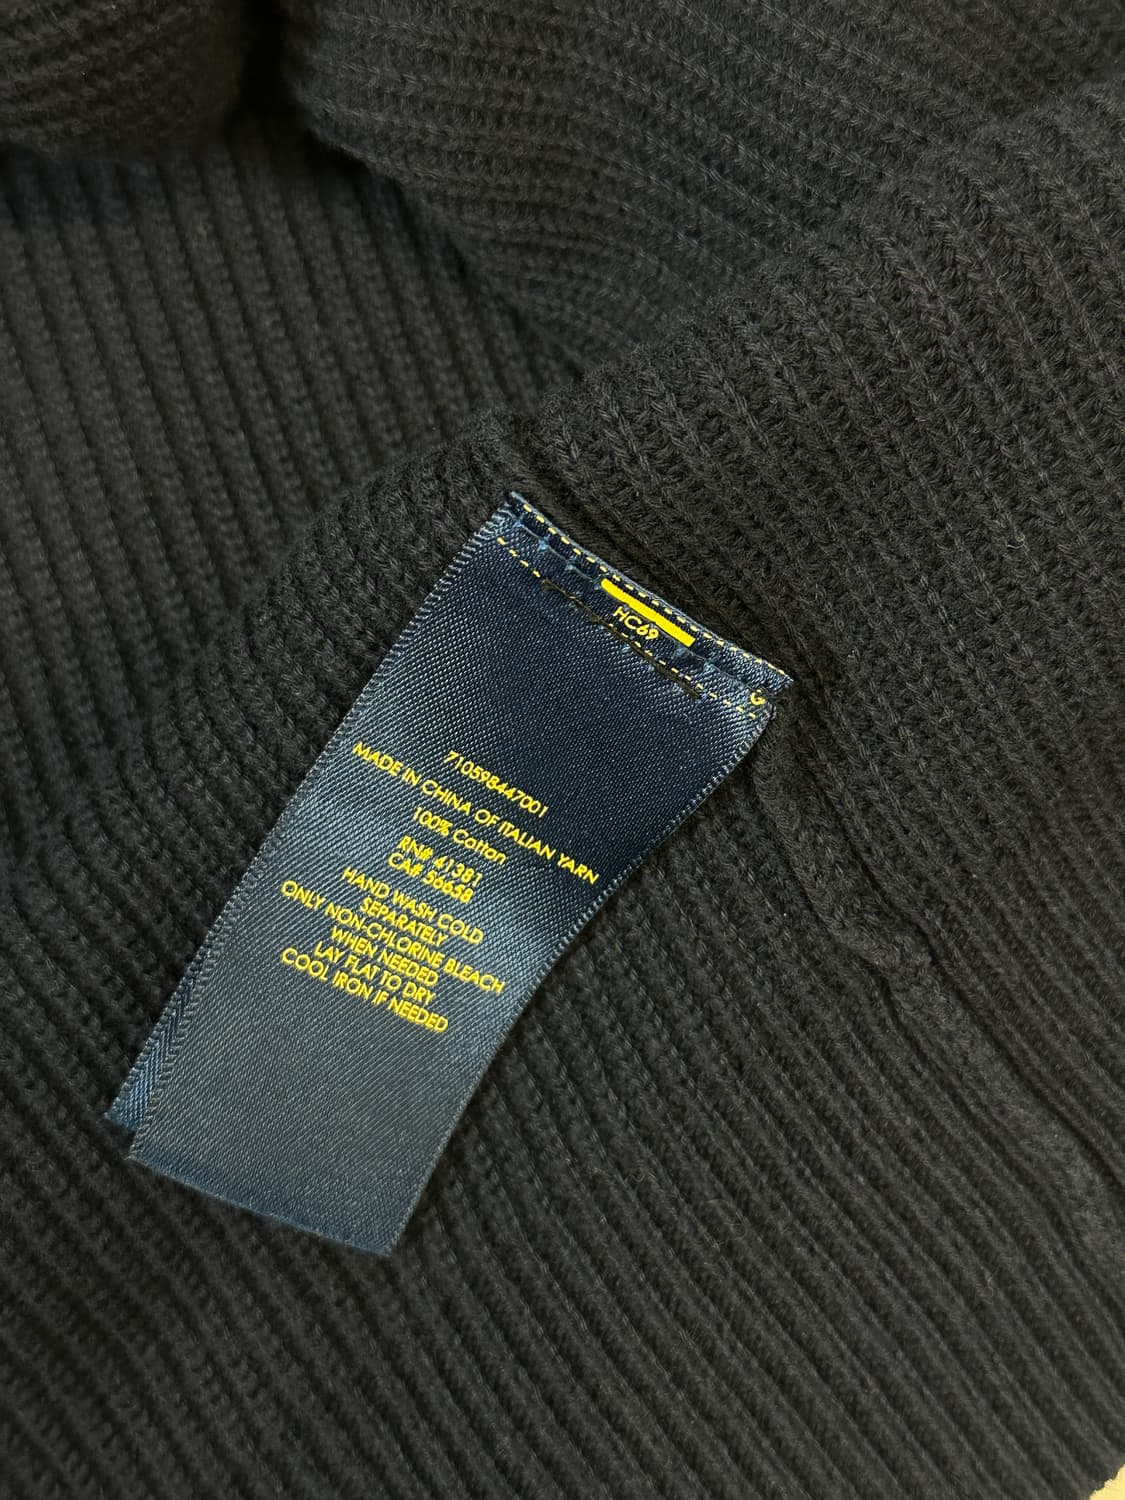 HC69
710598447001
MADE IN CHINA OF ITALIAN YARN
100% Cotton
RN# 41381
CA# 56658
HAND WASH COLD
SEPARATELY
ONLY NON-CHLORINE BLEACH
WHEN NEEDED
LAY FLAT TO DRY
COOL IRON IF NEEDED